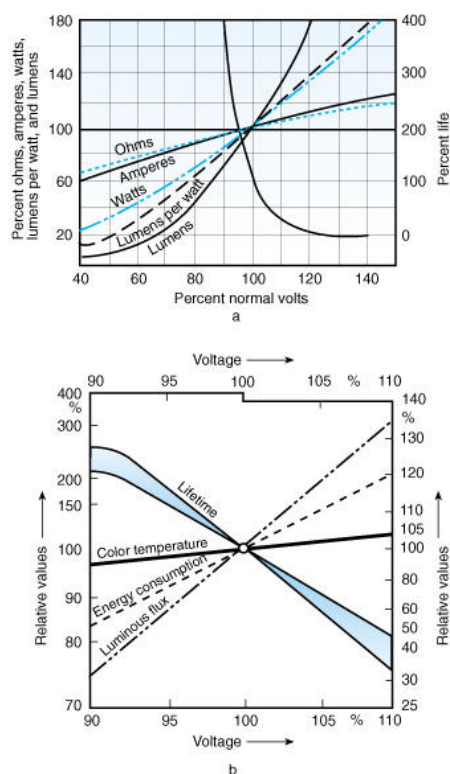 180
140
100
60
20
Percent ohms, amperes, watts,
lumens per watt, and lumens
400
300
200
100
0
Percent life
Ohms
Amperes
Watts
Lumens per watt
Lumens
40
60
80
100
120
140
Percent normal volts
a
Voltage
90
95
100
105
%
110
400
%
300
200
150
100
90
80
70
Relative values
140
%
130
120
110
105
100
80
60
50
40
30
25
Relative values
Lifetime
Color temperature
Energy consumption
Luminous flux
90
95
100
105
%
110
Voltage
b